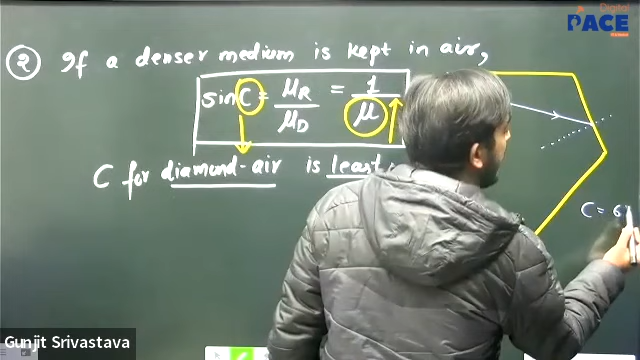 Digital
PACE
2 If a denser medium is kept in air,
sin C = μR / μD = 1 / μ
C for diamond-air is least.
C = 6
Gunjit Srivastava